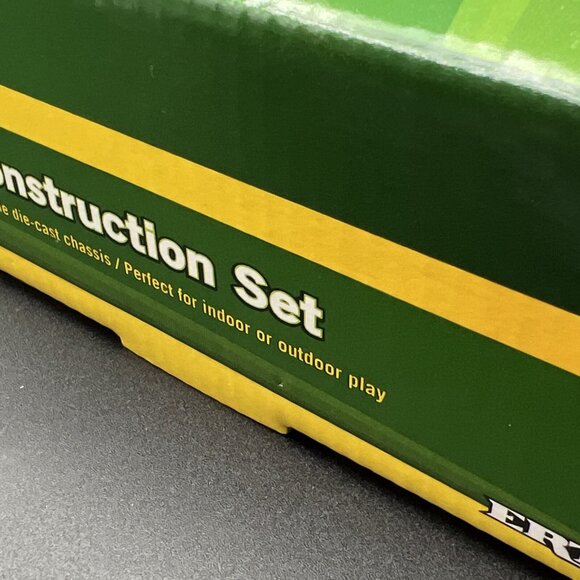 onstruction Set
e die-cast chassis / Perfect for indoor or outdoor play
ER